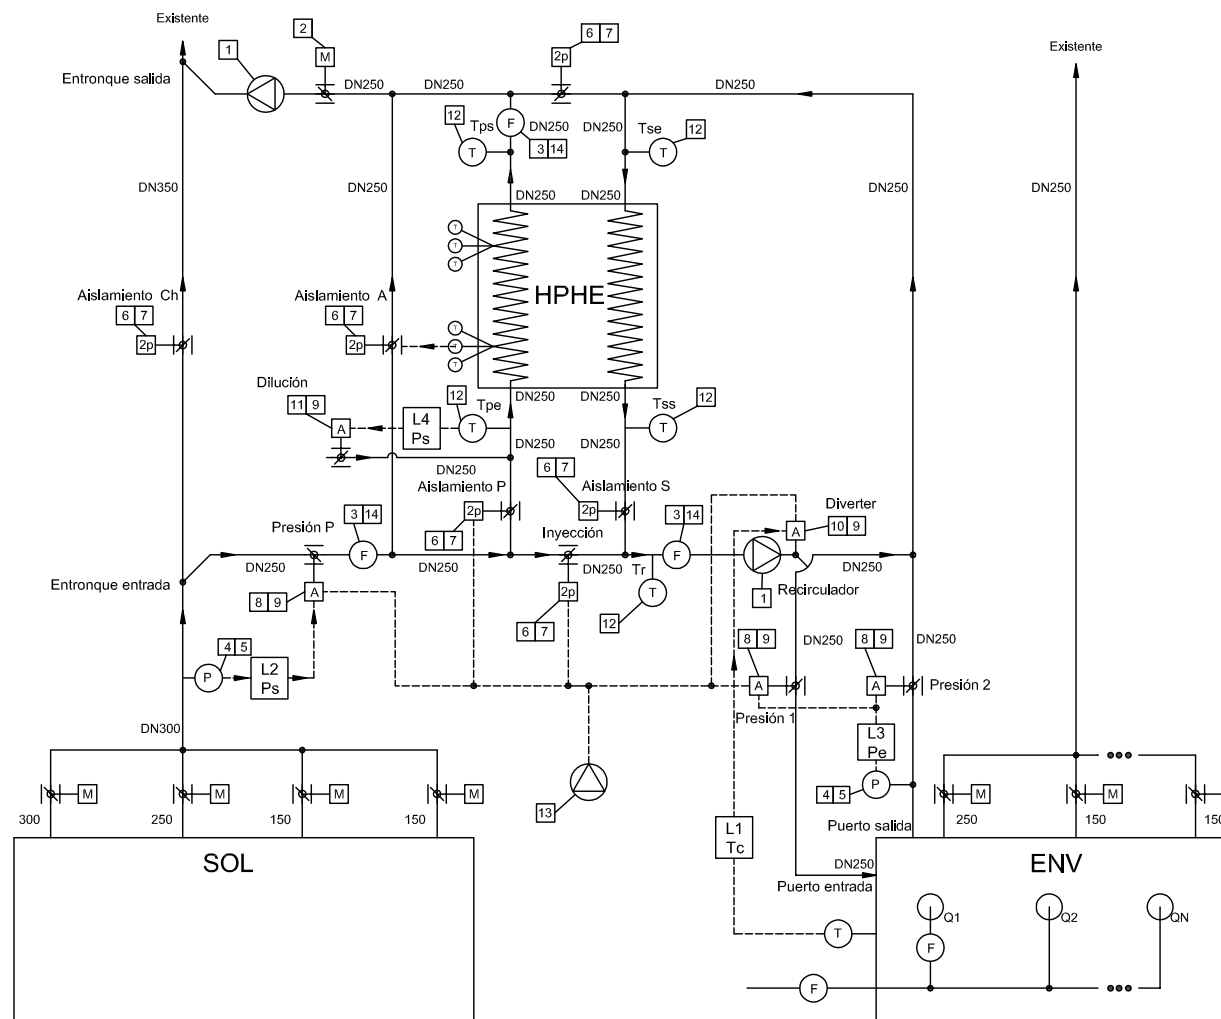 Existente
2
6 7
1
M
2p
Existente
Entronque salida
DN250
DN250
DN250
DN250
12
Tps
F
DN250
DN250
Tse
12
T
3 14
T
DN350
DN250
DN250
DN250
DN250
DN250
T
T
T
HPHE
Aislamiento Ch
Aislamiento A
6 7
6 7
2p
2p
T
T
T
Dilución
DN250
DN250
11 9
12
Tpe
Tss
12
A
L4
Ps
T
T
DN250
DN250
DN250
6 7
Aislamiento P
Aislamiento S
2p
2p
Diverter
3 14
3 14
10 9
Presión P
Inyección
A
6 7
F
F
DN250
DN250
DN250
Tr
DN250
Entronque entrada
Recirculador
8 9
A
2p
T
1
12
6 7
4 5
8 9
8 9
DN250
DN250
P
L2
Ps
A
A
Presión 2
Presión 1
DN300
L3
Pe
M
M
M
M
4 5
P
M
M
13
300
250
150
150
Puerto salida
250
150
150
L1
Tc
SOL
ENV
DN250
Puerto entrada
Q1
Q2
QN
T
F
F